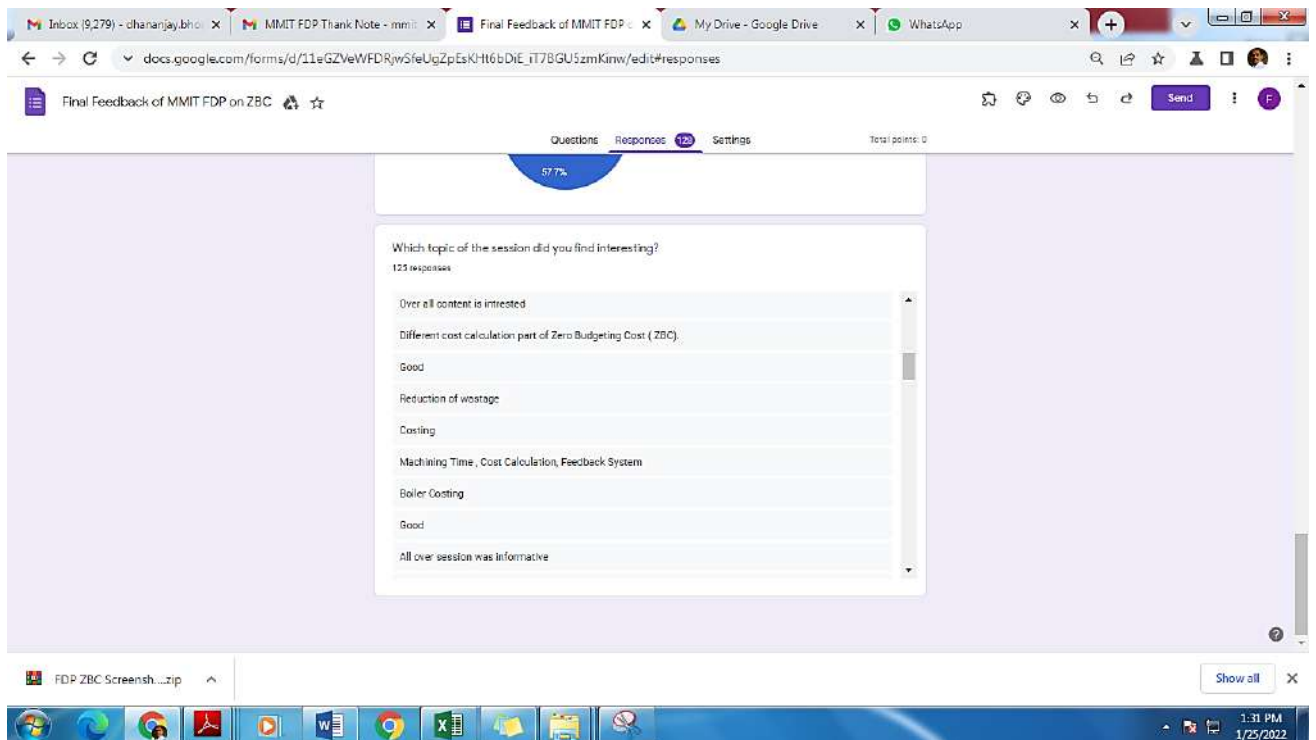 Inbox (9,279) - dhananjay.bho
MMIT FDP Thank Note - mmit
Final Feedback of MMIT FDP o
My Drive - Google Drive
WhatsApp
docs.google.com/forms/d/11eGZVeWFDRjwSfeUgZpEsKHt6bDiE_iT7BGU5zmKinw/edit#responses
Final Feedback of MMIT FDP on ZBC
Send
F
Questions Responses Settings
Total points: 0
57.7%
Which topic of the session did you find interesting?
125 responses
Over all content is intrested
Different cost calculation part of Zero Budgeting Cost ( ZBC).
Good
Reduction of wastage
Costing
Machining Time , Cost Calculation, Feedback System
Boiler Costing
Good
All over session was informative
FDP ZBC Screensh....zip
Show all
1:31 PM
1/25/2022